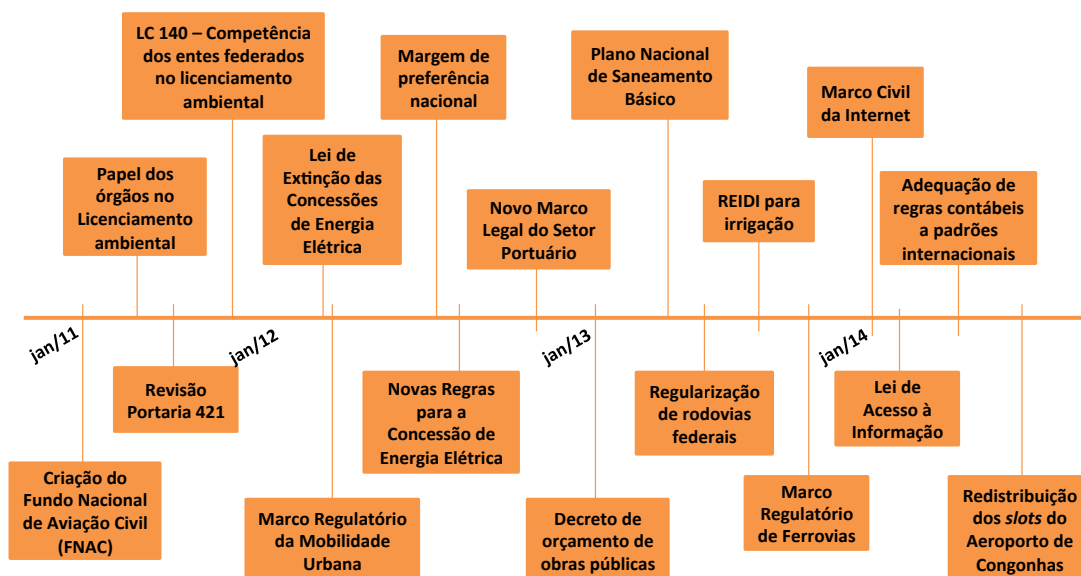 LC 140 – Competência
dos entes federados
no licenciamento
ambiental
Margem de
preferência
nacional
Plano Nacional
de Saneamento
Básico
Marco Civil
da Internet
Papel dos
órgãos no
Licenciamento
ambiental
Lei de
Extinção das
Concessões
de Energia
Elétrica
Novo Marco
Legal do Setor
Portuário
REIDI para
irrigação
Adequação de
regras contábeis
a padrões
internacionais
jan/11
jan/12
jan/13
jan/14
Revisão
Portaria 421
Novas Regras
para a
Concessão de
Energia Elétrica
Regularização
de rodovias
federais
Lei de
Acesso à
Informação
Criação do
Fundo Nacional
de Aviação Civil
(FNAC)
Marco Regulatório
da Mobilidade
Urbana
Decreto de
orçamento de
obras públicas
Marco
Regulatório
de Ferrovias
Redistribuição
dos slots do
Aeroporto de
Congonhas